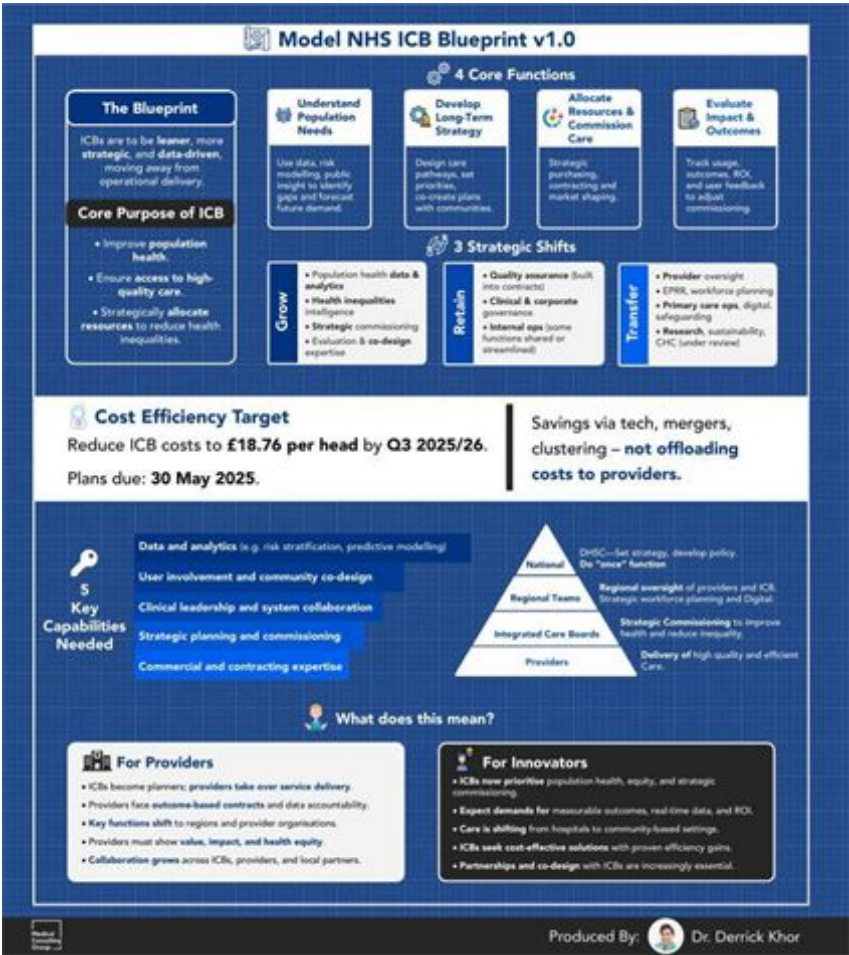 Model NHS ICB Blueprint v1.0
4 Core Functions
The Blueprint
ICBs are to be leaner, more
strategic, and data-driven,
moving away from
operational delivery.
Core Purpose of ICB
• Improve population
health.
• Ensure access to high-
quality care.
• Strategically allocate
resources to reduce health
inequalities.
Understand
Population
Needs
Use data, risk
modelling, public
insight to identify
gaps and forecast
future demand.
Develop
Long-Term
Strategy
Design care
pathways, set
priorities,
co-create plans
with communities.
Allocate
Resources &
Commission
Care
Strategic
purchasing,
contracting and
market shaping.
Evaluate
Impact &
Outcomes
Track usage,
outcomes, ROI,
and user feedback
to adjust
commissioning.
3 Strategic Shifts
Grow
• Population health data &
analytics
• Health inequalities
intelligence
• Strategic commissioning
• Evaluation & co-design
expertise
Retain
• Quality assurance (built
into contracts)
• Clinical & corporate
governance
• Internal ops (some
functions shared or
streamlined)
Transfer
• Provider oversight
• EPRR, workforce planning
• Primary care ops, digital,
safeguarding
• Research, sustainability,
CHC (under review)
Cost Efficiency Target
Reduce ICB costs to £18.76 per head by Q3 2025/26.
Plans due: 30 May 2025.
Savings via tech, mergers,
clustering – not offloading
costs to providers.
5
Key
Capabilities
Needed
Data and analytics (e.g. risk stratification, predictive modelling)
User involvement and community co-design
Clinical leadership and system collaboration
Strategic planning and commissioning
Commercial and contracting expertise
National
DHSC—Set strategy, develop policy.
Do "once" function
Regional Teams
Regional oversight of providers and ICB.
Strategic workforce planning and Digital.
Integrated Care Boards
Strategic Commissioning to improve
health and reduce inequality.
Providers
Delivery of high quality and efficient
Care.
What does this mean?
For Providers
• ICBs become planners; providers take over service delivery.
• Providers face outcome-based contracts and data accountability.
• Key functions shift to regions and provider organisations.
• Providers must show value, impact, and health equity.
• Collaboration grows across ICBs, providers, and local partners.
For Innovators
• ICBs now prioritise population health, equity, and strategic
commissioning.
• Expect demands for measurable outcomes, real-time data, and ROI.
• Care is shifting from hospitals to community-based settings.
• ICBs seek cost-effective solutions with proven efficiency gains.
• Partnerships and co-design with ICBs are increasingly essential.
Medical
Consulting
Group
Produced By:
Dr. Derrick Khor